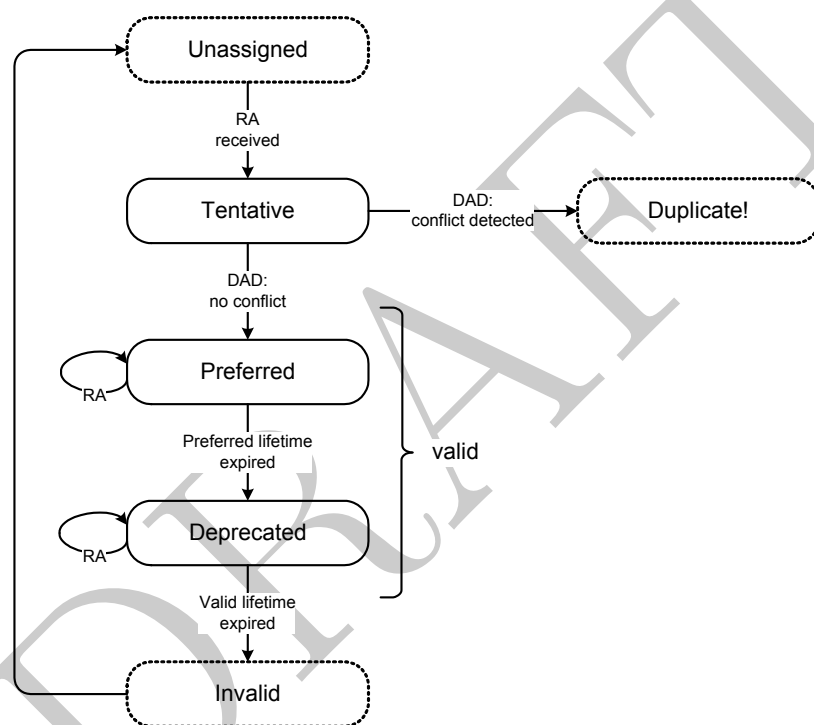 Unassigned
RA
received
Tentative
DAD:
conflict detected
Duplicate!
DAD:
no conflict
Preferred
RA
Preferred lifetime
expired
valid
Deprecated
RA
Valid lifetime
expired
Invalid
DRAFT